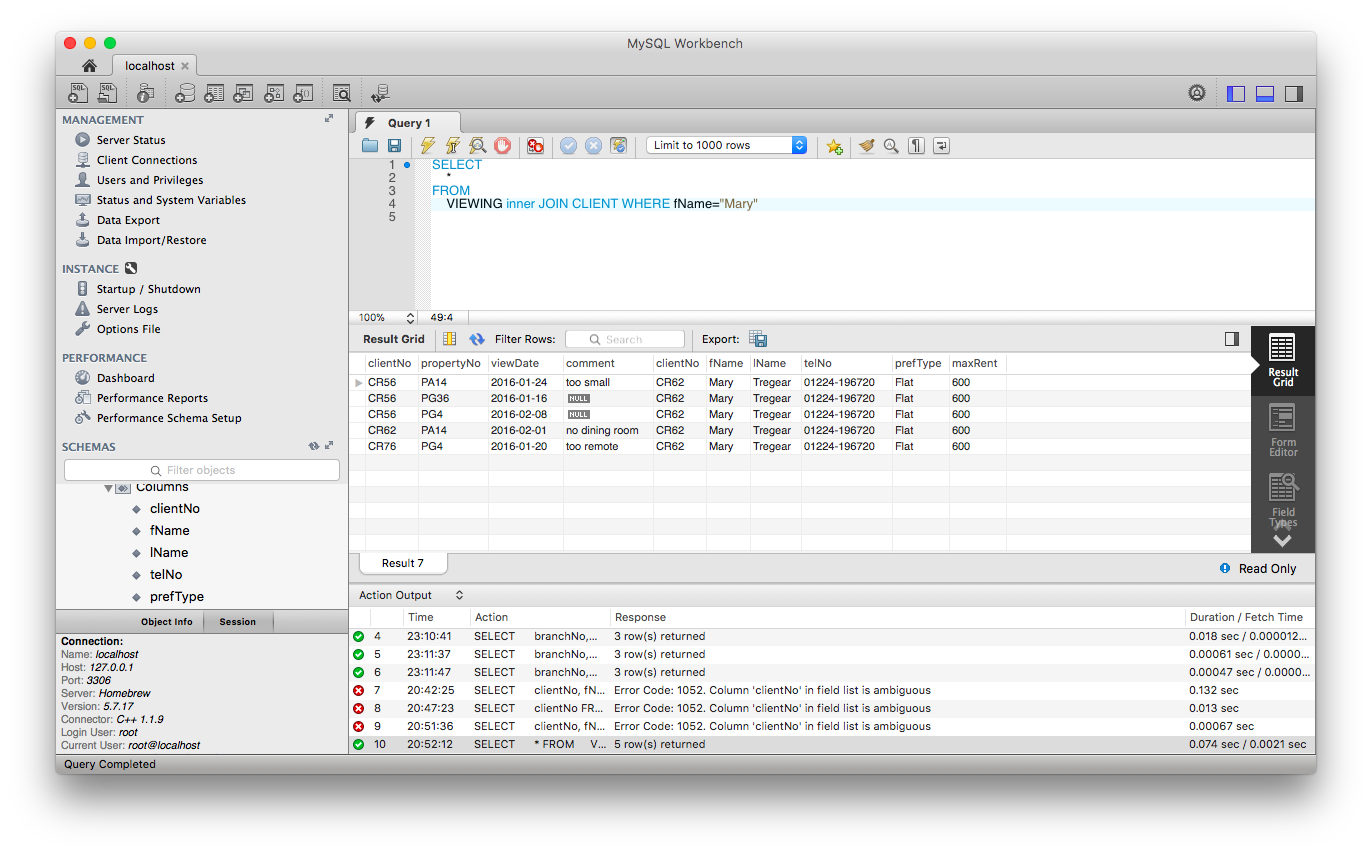 MySQL Workbench
localhost
MANAGEMENT
Server Status
Client Connections
Users and Privileges
Status and System Variables
Data Export
Data Import/Restore
INSTANCE
Startup / Shutdown
Server Logs
Options File
PERFORMANCE
Dashboard
Performance Reports
Performance Schema Setup
SCHEMAS
Filter objects
Columns
clientNo
fName
lName
telNo
prefType
Object Info Session
Connection:
Name: localhost
Host: 127.0.0.1
Port: 3306
Server: Homebrew
Version: 5.7.17
Connector: C++ 1.1.9
Login User: root
Current User: root@localhost
Query Completed
Query 1
Limit to 1000 rows
1 SELECT
2 *
3 FROM
4 VIEWING inner JOIN CLIENT WHERE fName="Mary"
5
100% 49:4
Result Grid Filter Rows: Search Export:
clientNo propertyNo viewDate comment clientNo fName lName telNo prefType maxRent
CR56 PA14 2016-01-24 too small CR62 Mary Tregear 01224-196720 Flat 600
CR56 PG36 2016-01-16 NULL CR62 Mary Tregear 01224-196720 Flat 600
CR56 PG4 2016-02-08 NULL CR62 Mary Tregear 01224-196720 Flat 600
CR62 PA14 2016-02-01 no dining room CR62 Mary Tregear 01224-196720 Flat 600
CR76 PG4 2016-01-20 too remote CR62 Mary Tregear 01224-196720 Flat 600
Result
Grid
Form
Editor
Field
Types
Result 7
Read Only
Action Output
Time Action Response Duration / Fetch Time
4 23:10:41 SELECT branchNo,... 3 row(s) returned 0.018 sec / 0.000012...
5 23:11:37 SELECT branchNo,... 3 row(s) returned 0.00061 sec / 0.0000...
6 23:11:47 SELECT branchNo,... 3 row(s) returned 0.00047 sec / 0.0000...
7 20:42:25 SELECT clientNo, fN... Error Code: 1052. Column 'clientNo' in field list is ambiguous 0.132 sec
8 20:47:23 SELECT clientNo FR... Error Code: 1052. Column 'clientNo' in field list is ambiguous 0.013 sec
9 20:51:36 SELECT clientNo, fN... Error Code: 1052. Column 'clientNo' in field list is ambiguous 0.00067 sec
10 20:52:12 SELECT * FROM V... 5 row(s) returned 0.074 sec / 0.0021 sec